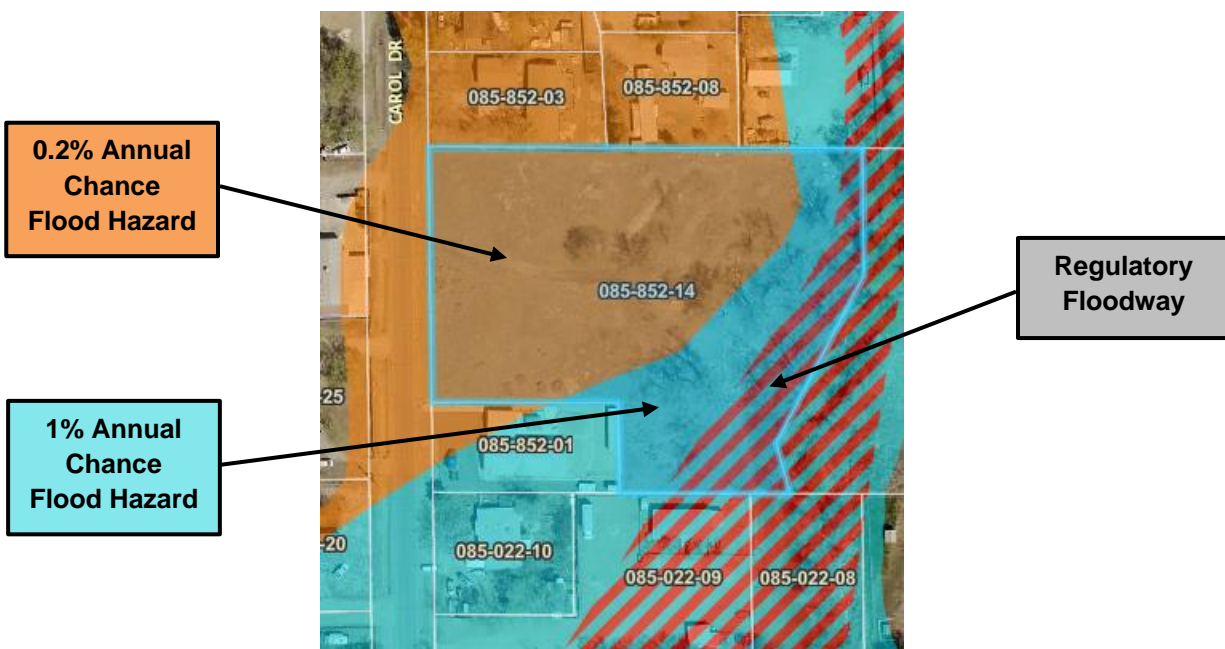 CAROL DR
085-852-03
085-852-08
0.2% Annual
Chance
Flood Hazard
085-852-14
Regulatory
Floodway
-25
1% Annual
Chance
Flood Hazard
085-852-01
-20
085-022-10
085-022-09
085-022-08